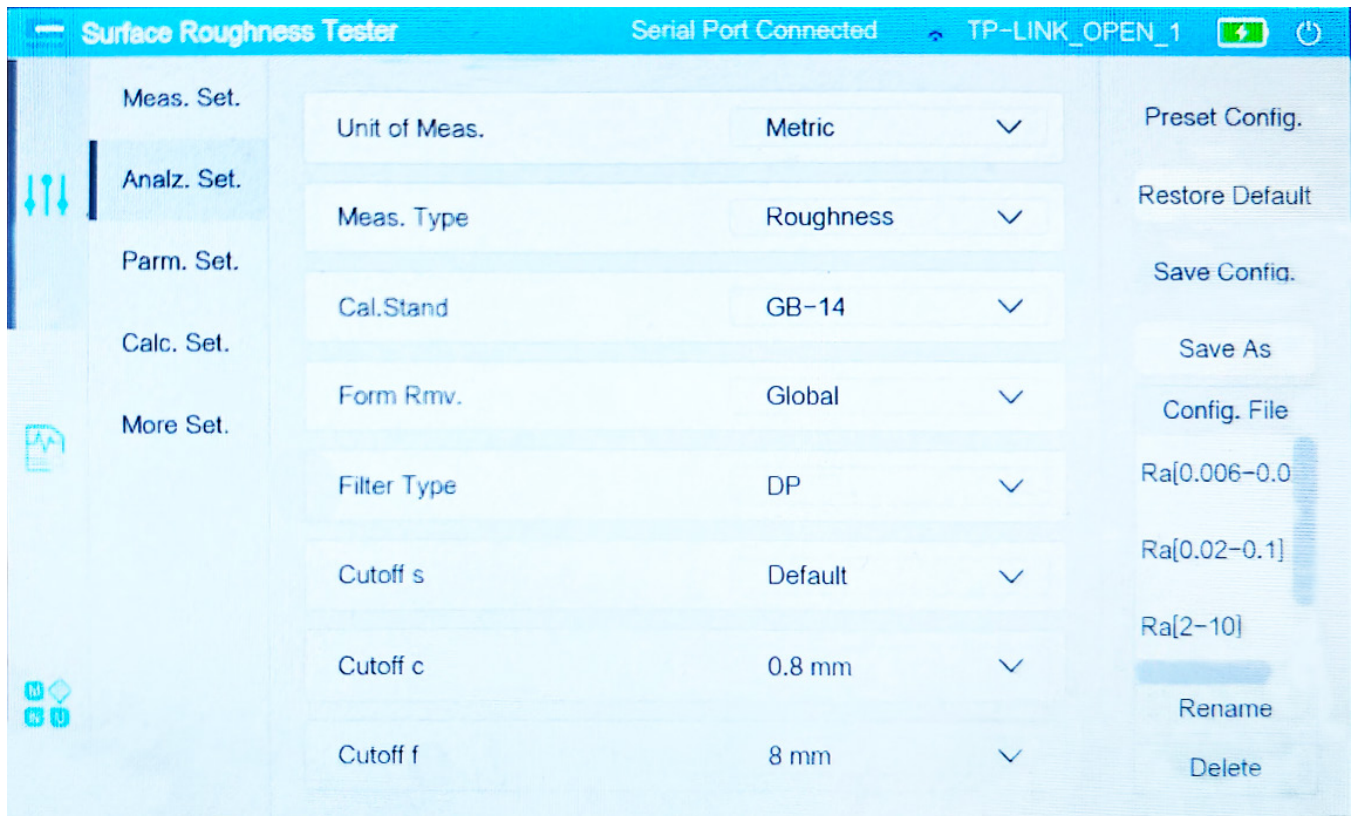 Surface Roughness Tester Serial Port Connected TP-LINK_OPEN_1
Meas. Set.
Analz. Set.
Parm. Set.
Calc. Set.
More Set.
Unit of Meas. Metric
Meas. Type Roughness
Cal.Stand GB-14
Form Rmv. Global
Filter Type DP
Cutoff s Default
Cutoff c 0.8 mm
Cutoff f 8 mm
Preset Config.
Restore Default
Save Config.
Save As
Config. File
Ra[0.006-0.0
Ra[0.02-0.1]
Ra[2-10]
Rename
Delete